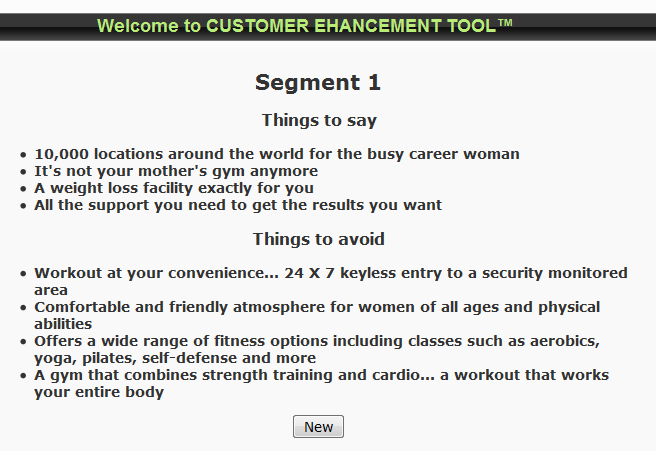 Welcome to CUSTOMER EHANCEMENT TOOL™
Segment 1
Things to say
• 10,000 locations around the world for the busy career woman
• It's not your mother's gym anymore
• A weight loss facility exactly for you
• All the support you need to get the results you want
Things to avoid
• Workout at your convenience... 24 X 7 keyless entry to a security monitored
area
• Comfortable and friendly atmosphere for women of all ages and physical
abilities
• Offers a wide range of fitness options including classes such as aerobics,
yoga, pilates, self-defense and more
• A gym that combines strength training and cardio... a workout that works
your entire body
New